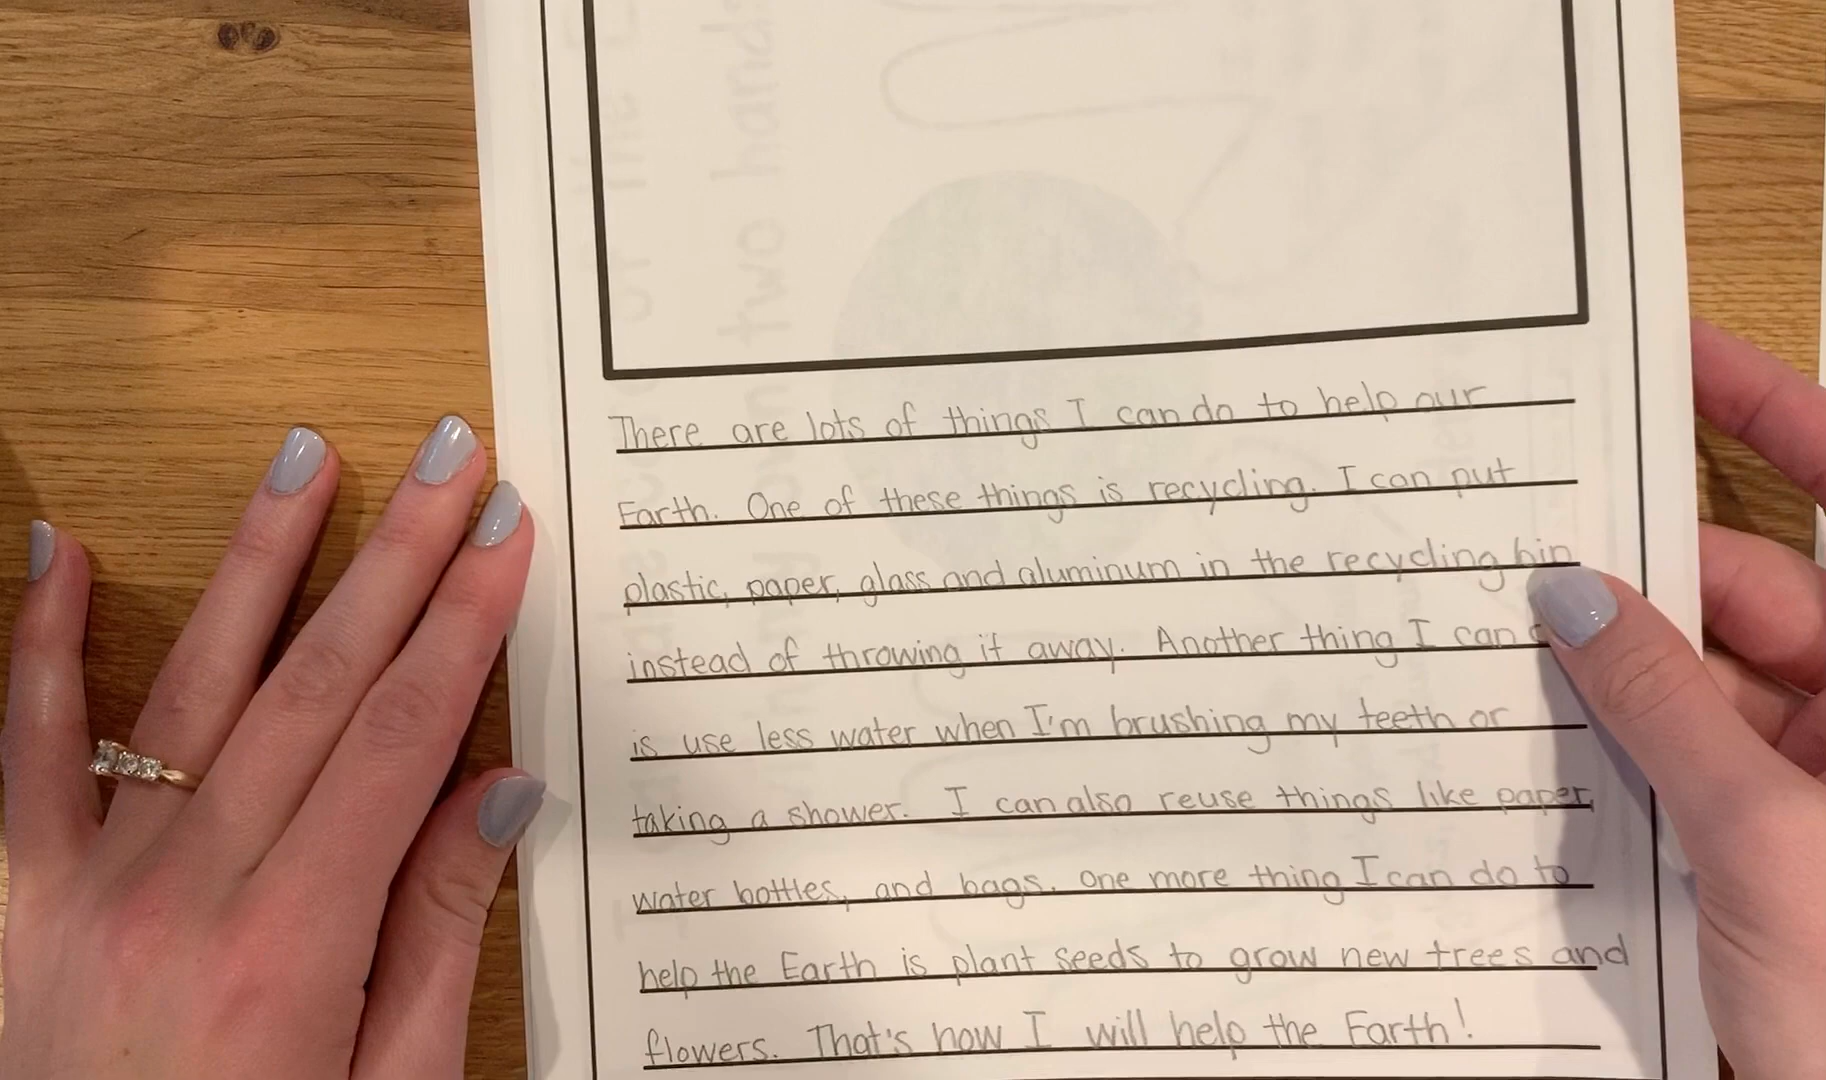 There are lots of things I can do to help our
Earth. One of these things is recycling. I can put
plastic, paper, glass and aluminum in the recycling bin
instead of throwing it away. Another thing I can
is use less water when I'm brushing my teeth or
taking a shower. I can also reuse things like paper,
water bottles, and bags. One more thing I can do to
help the Earth is plant seeds to grow new trees and
flowers. That's how I will help the Earth!